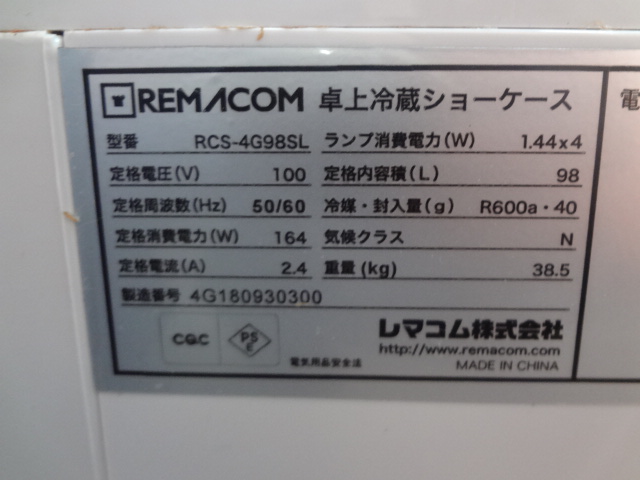 REMACOM 卓上冷蔵ショーケース
型番 RCS-4G98SL ランプ消費電力(W) 1.44x4
定格電圧(V) 100 定格内容積(L) 98
定格周波数(Hz) 50/60 冷媒・封入量(g) R600a・40
定格消費電力(W) 164 気候クラス N
定格電流(A) 2.4 重量(kg) 38.5
製造番号 4G180930300
CQC PS E
電気用品安全法
レマコム株式会社
http://www.remacom.com
MADE IN CHINA
電